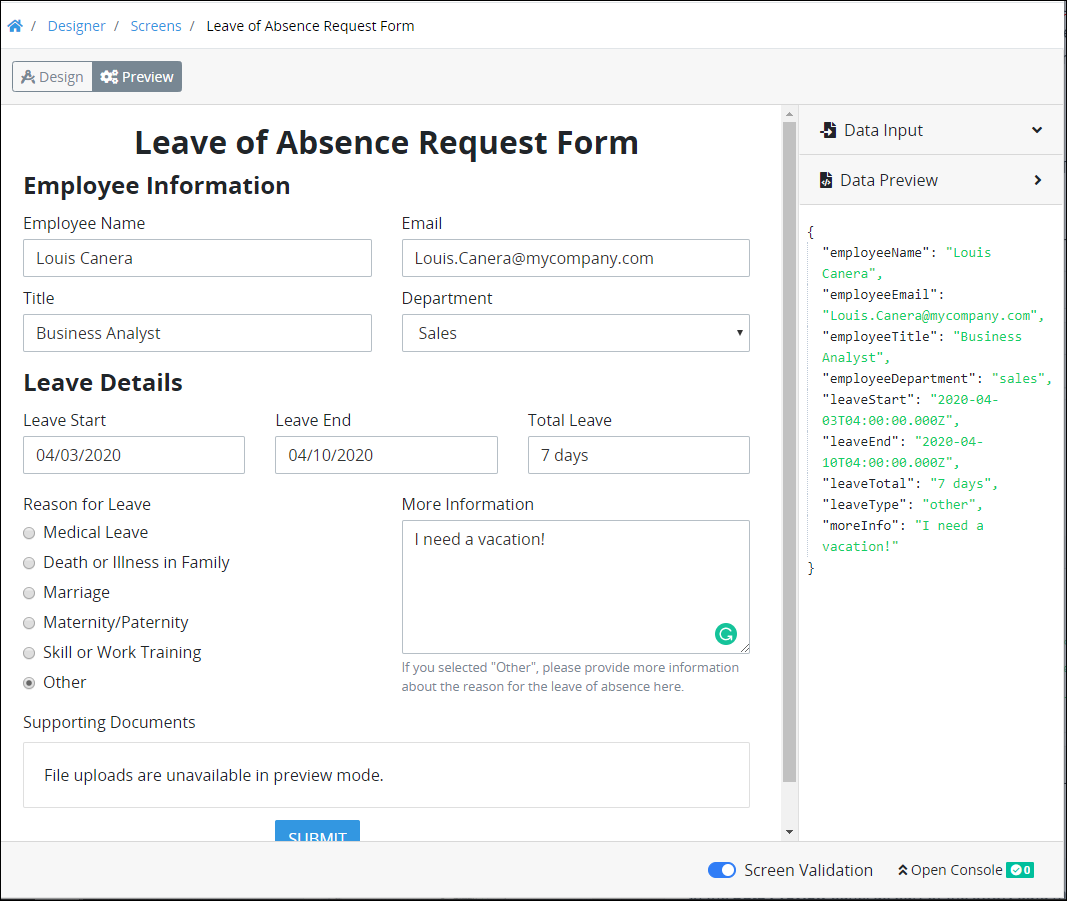 / Designer / Screens / Leave of Absence Request Form
Design Preview
Leave of Absence Request Form
Employee Information
Employee Name Email
Louis Canera Louis.Canera@mycompany.com
Title Department
Business Analyst Sales
Leave Details
Leave Start Leave End Total Leave
04/03/2020 04/10/2020 7 days
Reason for Leave
Medical Leave
Death or Illness in Family
Marriage
Maternity/Paternity
Skill or Work Training
Other
More Information
I need a vacation!
If you selected "Other", please provide more information
about the reason for the leave of absence here.
Supporting Documents
File uploads are unavailable in preview mode.
SUBMIT
Data Input
Data Preview
{
"employeeName": "Louis
Canera",
"employeeEmail":
"Louis.Canera@mycompany.com",
"employeeTitle": "Business
Analyst",
"employeeDepartment": "sales",
"leaveStart": "2020-04-
03T04:00:00.000Z",
"leaveEnd": "2020-04-
10T04:00:00.000Z",
"leaveTotal": "7 days",
"leaveType": "other",
"moreInfo": "I need a
vacation!"
}
Screen Validation Open Console 0